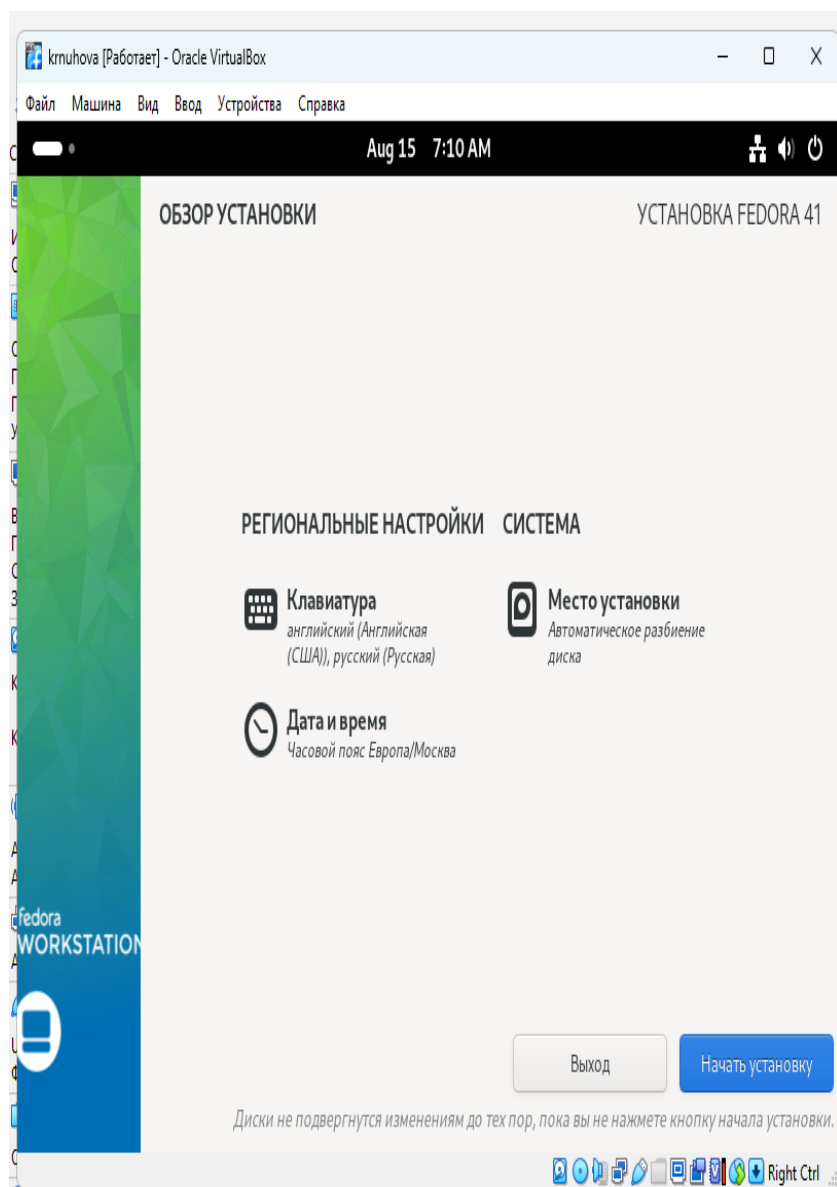 krnuhova [Работает] - Oracle VirtualBox
Файл Машина Вид Ввод Устройства Справка
Aug 15 7:10 AM
ОБЗОР УСТАНОВКИ
УСТАНОВКА FEDORA 41
РЕГИОНАЛЬНЫЕ НАСТРОЙКИ
СИСТЕМА
Клавиатура
английский (Английская
(США)), русский (Русская)
Место установки
Автоматическое разбиение
диска
Дата и время
Часовой пояс Европа/Москва
fedora
WORKSTATION
Выход
Начать установку
Диски не подвергнутся изменениям до тех пор, пока вы не нажмете кнопку начала установки.
Right Ctrl